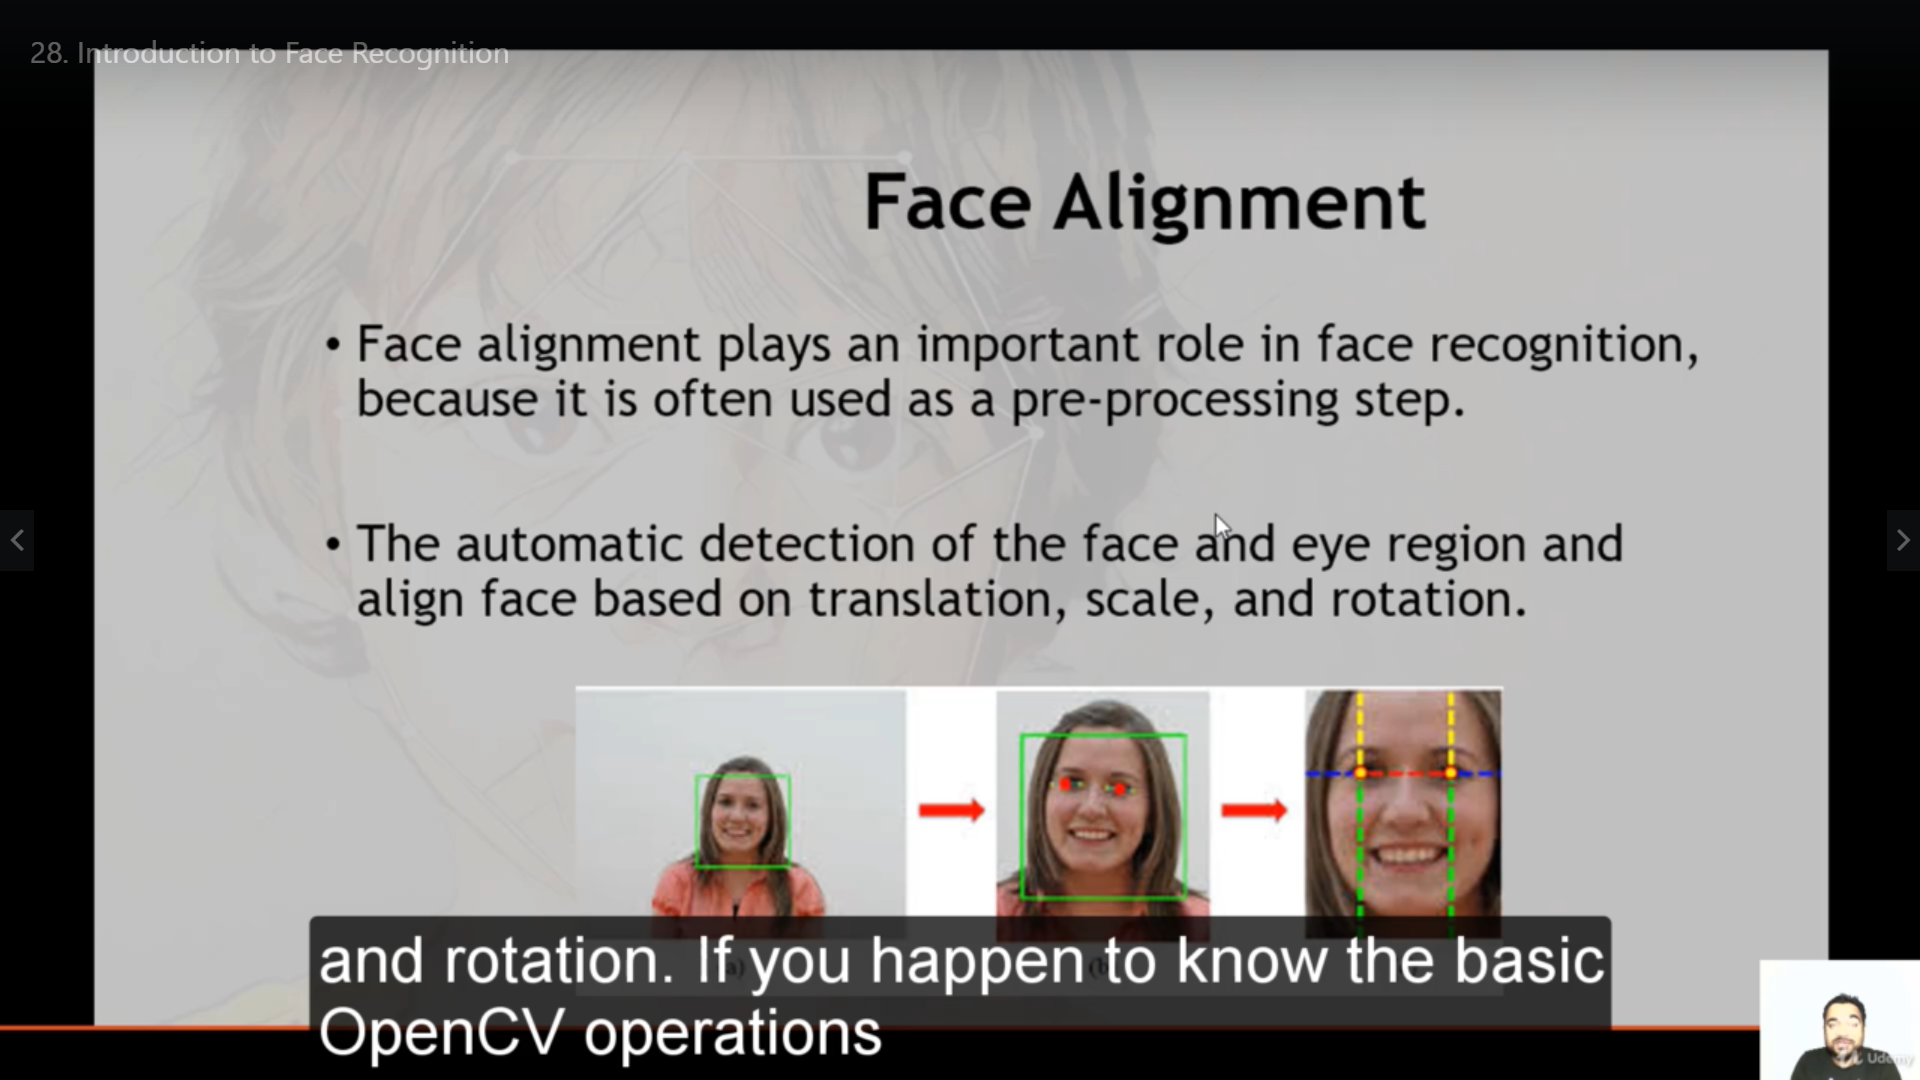 28. Introduction to Face Recognition
Face Alignment
• Face alignment plays an important role in face recognition,
because it is often used as a pre-processing step.
• The automatic detection of the face and eye region and
align face based on translation, scale, and rotation.
and rotation. If you happen to know the basic
OpenCV operations
Udemy